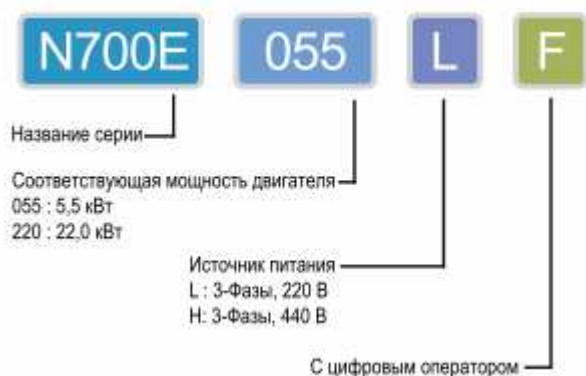 N700E 055 L F
Название серии
Соответствующая мощность двигателя
055 : 5,5 кВт
220 : 22,0 кВт
Источник питания
L : 3-Фазы, 220 В
H: 3-Фазы, 440 В
С цифровым оператором